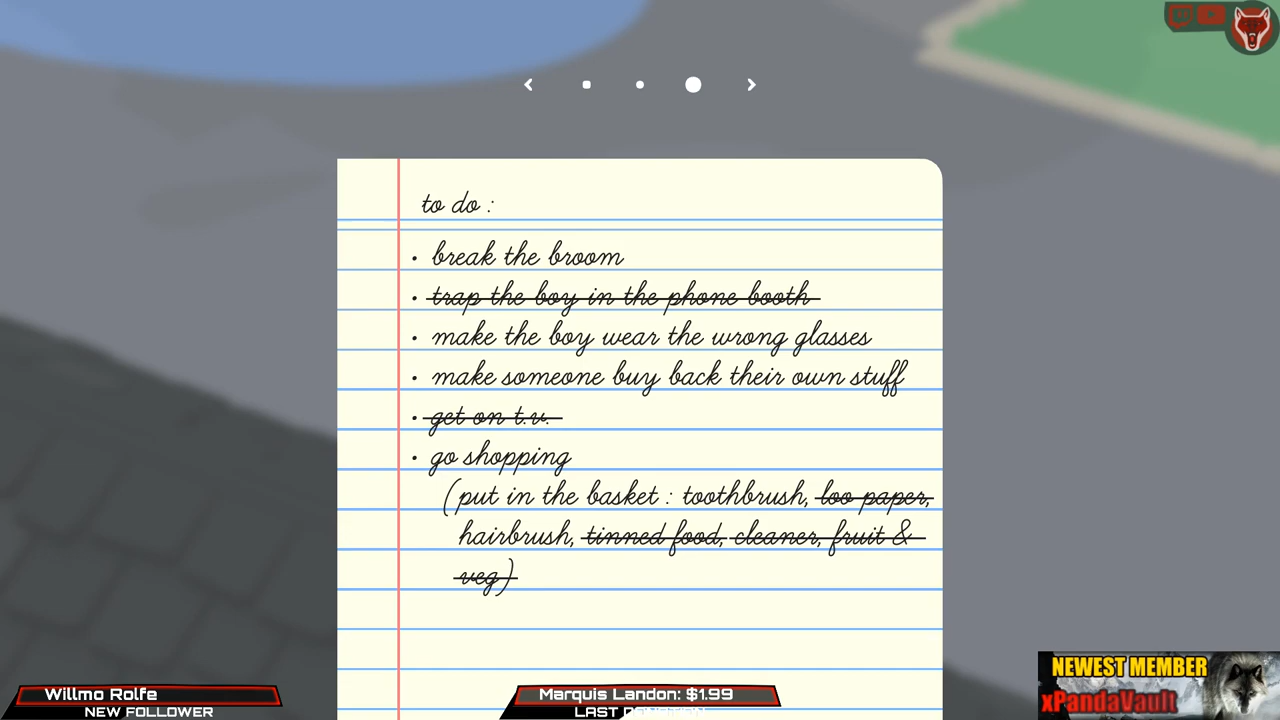 to do :
• break the broom
• trap the boy in the phone booth
• make the boy wear the wrong glasses
• make someone buy back their own stuff
• get on t.v.
• go shopping
(put in the basket : toothbrush, loo paper,
hairbrush, tinned food, cleaner, fruit &
veg)
Willmo Rolfe
NEW FOLLOWER
Marquis Landon: $1.99
LAST DONATION
NEWEST MEMBER
xPandaVault